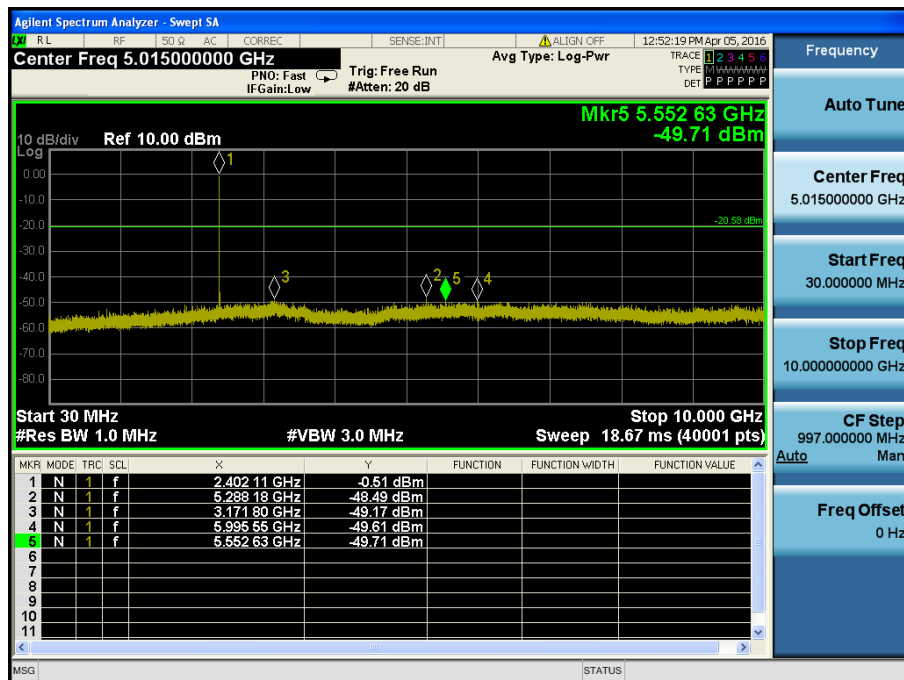 Agilent Spectrum Analyzer - Swept SA
LXI RL RF 50 Ω AC CORREC SENSE:INT ALIGN OFF 12:52:19 PM Apr 05, 2016
Center Freq 5.015000000 GHz
PNO: Fast
IFGain:Low
Trig: Free Run
#Atten: 20 dB
Avg Type: Log-Pwr
TRACE 1 2 3 4 5 6
TYPE MWWWWW
DET P P P P P P
Mkr5 5.552 63 GHz
-49.71 dBm
10 dB/div Ref 10.00 dBm
Log
0.00
-10.0
-20.0
-30.0
-40.0
-50.0
-60.0
-70.0
-80.0
1
-20.58 dBm
3
2
5
4
Start 30 MHz Stop 10.000 GHz
#Res BW 1.0 MHz #VBW 3.0 MHz Sweep 18.67 ms (40001 pts)
MKR MODE TRC SCL X Y FUNCTION FUNCTION WIDTH FUNCTION VALUE
1 N 1 f 2.402 11 GHz -0.51 dBm
2 N 1 f 5.288 18 GHz -48.49 dBm
3 N 1 f 3.171 80 GHz -49.17 dBm
4 N 1 f 5.995 55 GHz -49.61 dBm
5 N 1 f 5.552 63 GHz -49.71 dBm
6
7
8
9
10
11
MSG STATUS
Frequency
Auto Tune
Center Freq
5.015000000 GHz
Start Freq
30.000000 MHz
Stop Freq
10.000000000 GHz
CF Step
997.000000 MHz
Auto Man
Freq Offset
0 Hz